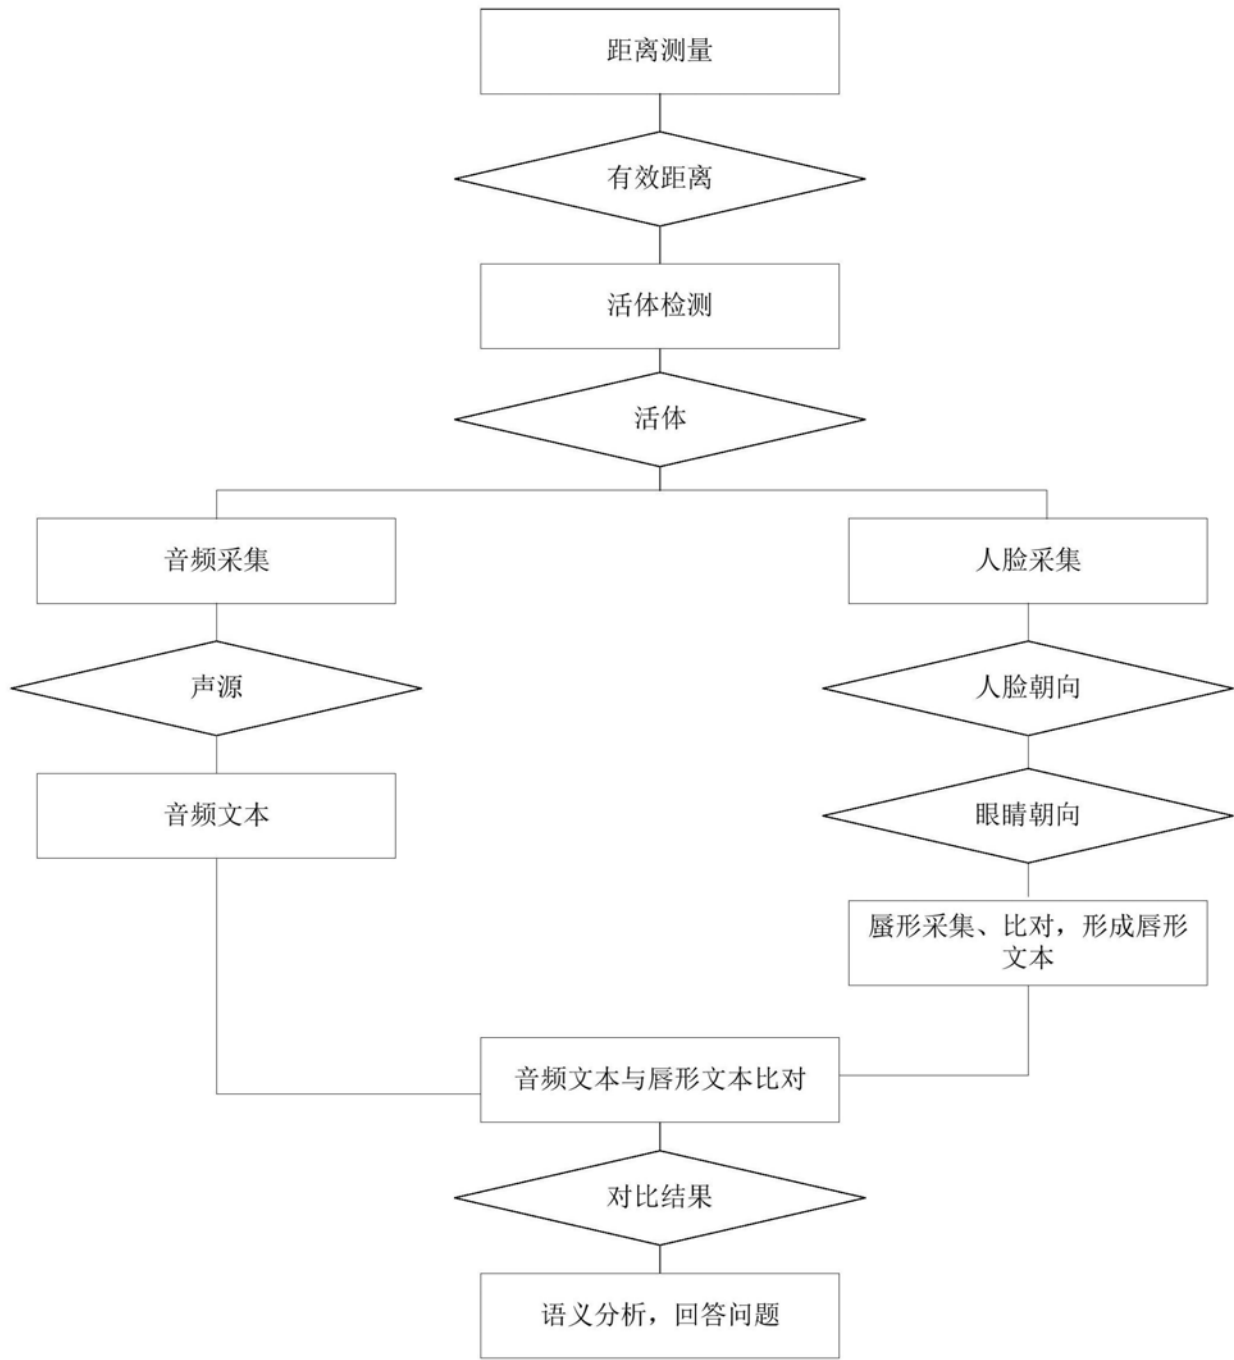 距离测量
有效距离
活体检测
活体
音频采集
人脸采集
声源
人脸朝向
音频文本
眼睛朝向
蜃形采集、比对，形成唇形
文本
音频文本与唇形文本比对
对比结果
语义分析，回答问题